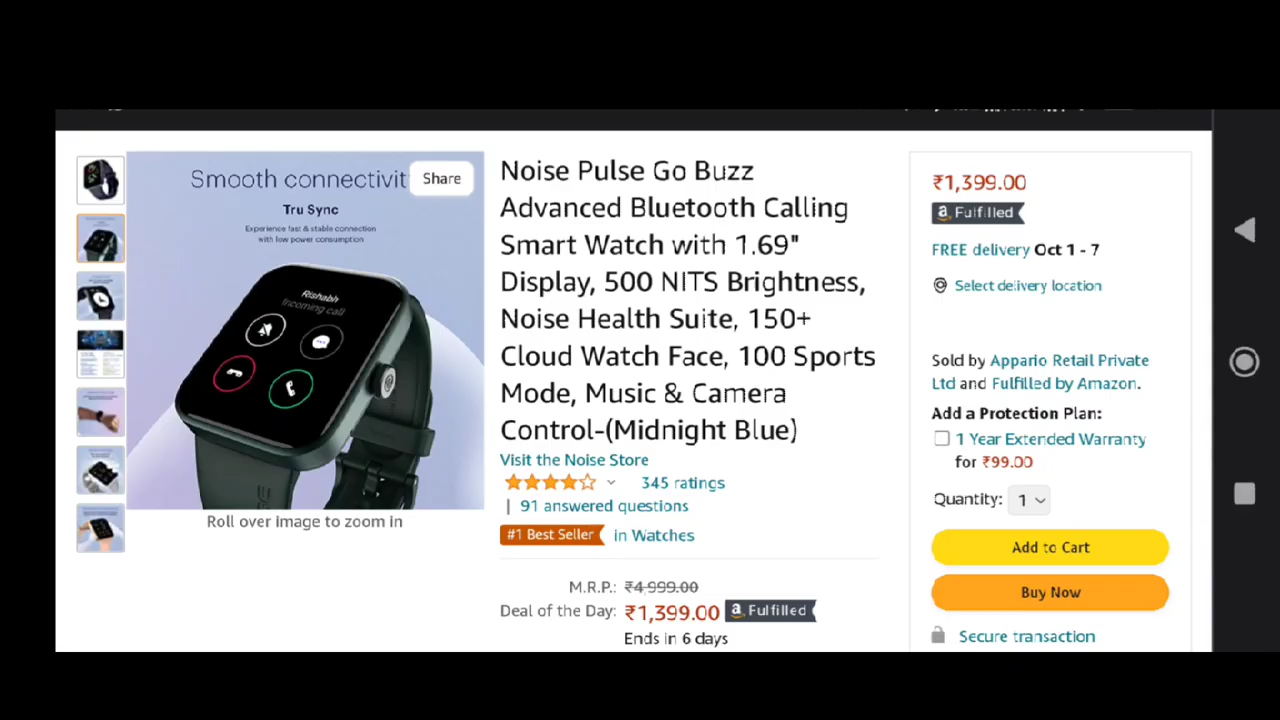 Smooth connectivit
Share
Tru Sync
Experience fast & stable connection
with low power consumption
Rishabh
Incoming call
Roll over image to zoom in
Noise Pulse Go Buzz
Advanced Bluetooth Calling
Smart Watch with 1.69"
Display, 500 NITS Brightness,
Noise Health Suite, 150+
Cloud Watch Face, 100 Sports
Mode, Music & Camera
Control-(Midnight Blue)
Visit the Noise Store
345 ratings
| 91 answered questions
#1 Best Seller in Watches
M.R.P.: ₹4,999.00
Deal of the Day: ₹1,399.00 a Fulfilled
Ends in 6 days
₹1,399.00
a Fulfilled
FREE delivery Oct 1 - 7
Select delivery location
Sold by Appario Retail Private
Ltd and Fulfilled by Amazon.
Add a Protection Plan:
1 Year Extended Warranty
for ₹99.00
Quantity: 1
Add to Cart
Buy Now
Secure transaction